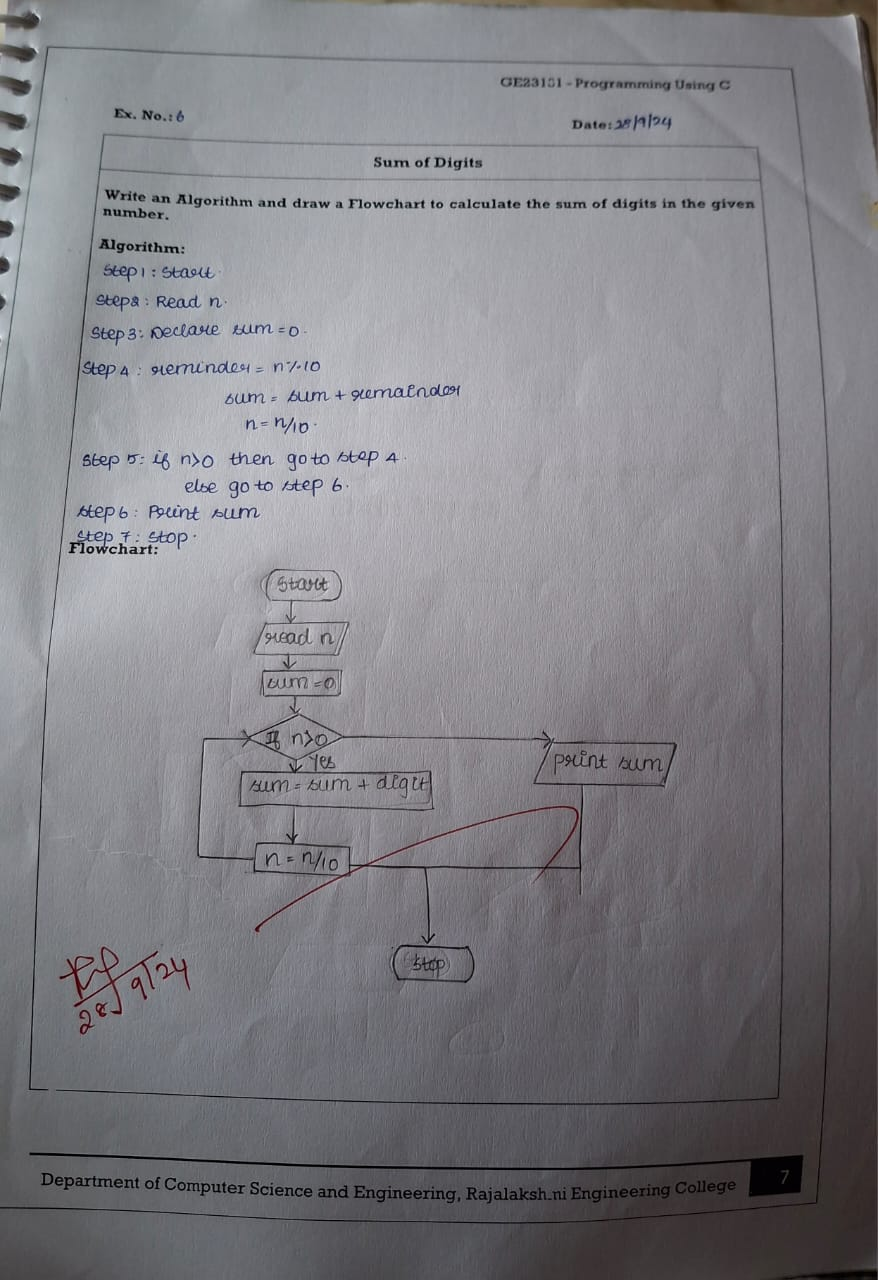 GE23131 - Programming Using C
Ex. No.: 6
Date: 28/9/24
Sum of Digits
Write an Algorithm and draw a Flowchart to calculate the sum of digits in the given
number.
Algorithm:
Step 1 : Start.
Step 2 : Read n.
Step 3 : Declare sum = 0.
Step 4 : reminder = n%10
sum = sum + remainder
n = n/10.
Step 5 : if n>0 then go to step 4.
else go to step 6.
step 6 : Print sum
Step 7 : Stop.
Flowchart:
Start
read n
sum = 0
If n>0
Yes
print sum
sum = sum + digit
n = n/10
Stop
28/9/24
Department of Computer Science and Engineering, Rajalaksh.ni Engineering College
7